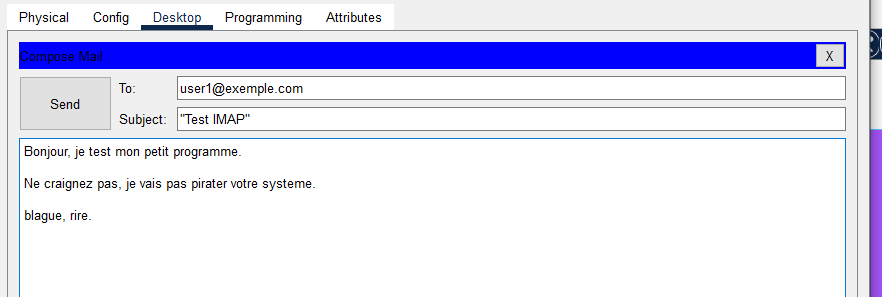 Physical Config Desktop Programming Attributes
Compose Mail X
Send
To: user1@exemple.com
Subject: "Test IMAP"
Bonjour, je test mon petit programme.
Ne craignez pas, je vais pas pirater votre systeme.
blague, rire.